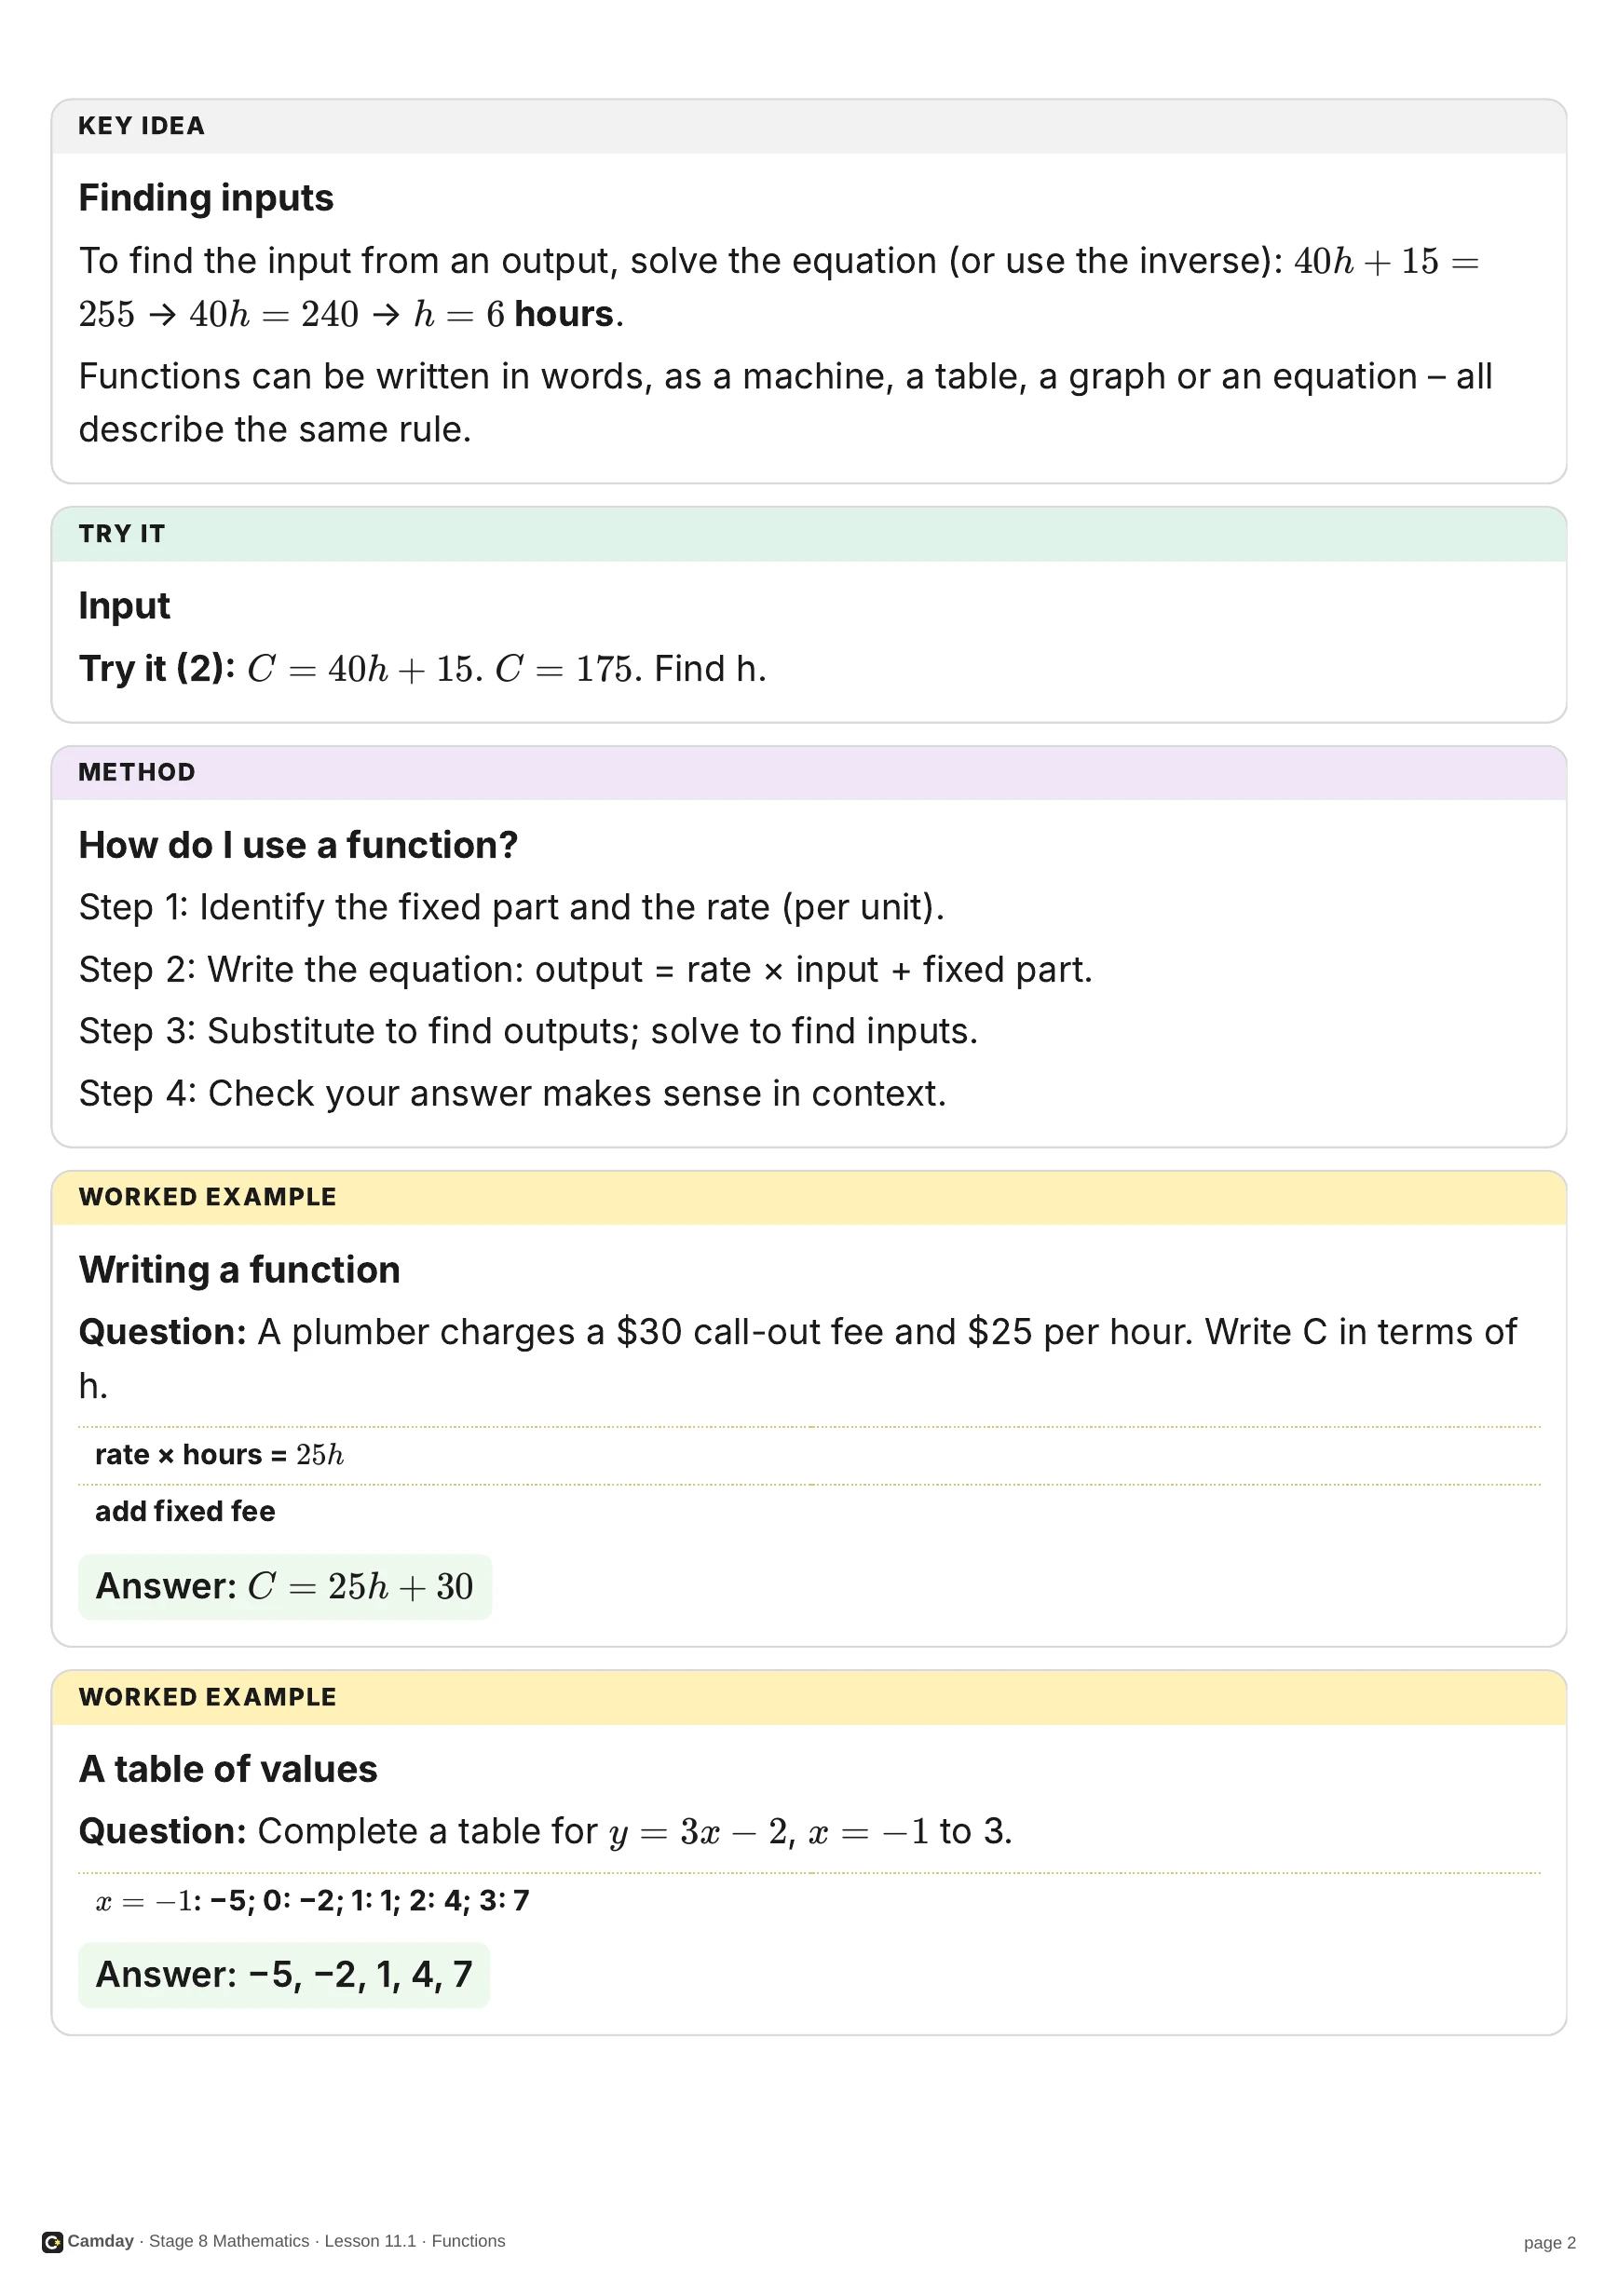 KEY IDEA
Finding inputs
To find the input from an output, solve the equation (or use the inverse): 40h + 15 =
255 → 40h = 240 → h = 6 hours.
Functions can be written in words, as a machine, a table, a graph or an equation – all
describe the same rule.
TRY IT
Input
Try it (2): C = 40h + 15. C = 175. Find h.
METHOD
How do I use a function?
Step 1: Identify the fixed part and the rate (per unit).
Step 2: Write the equation: output = rate × input + fixed part.
Step 3: Substitute to find outputs; solve to find inputs.
Step 4: Check your answer makes sense in context.
WORKED EXAMPLE
Writing a function
Question: A plumber charges a $30 call-out fee and $25 per hour. Write C in terms of
h.
rate × hours = 25h
add fixed fee
Answer: C = 25h + 30
WORKED EXAMPLE
A table of values
Question: Complete a table for y = 3x − 2, x = −1 to 3.
x = −1: −5; 0: −2; 1: 1; 2: 4; 3: 7
Answer: −5, −2, 1, 4, 7
Camday · Stage 8 Mathematics · Lesson 11.1 · Functions
page 2